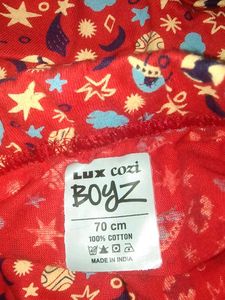 LUX cozi
BOYZ
70 cm
100% COTTON
MADE IN INDIA